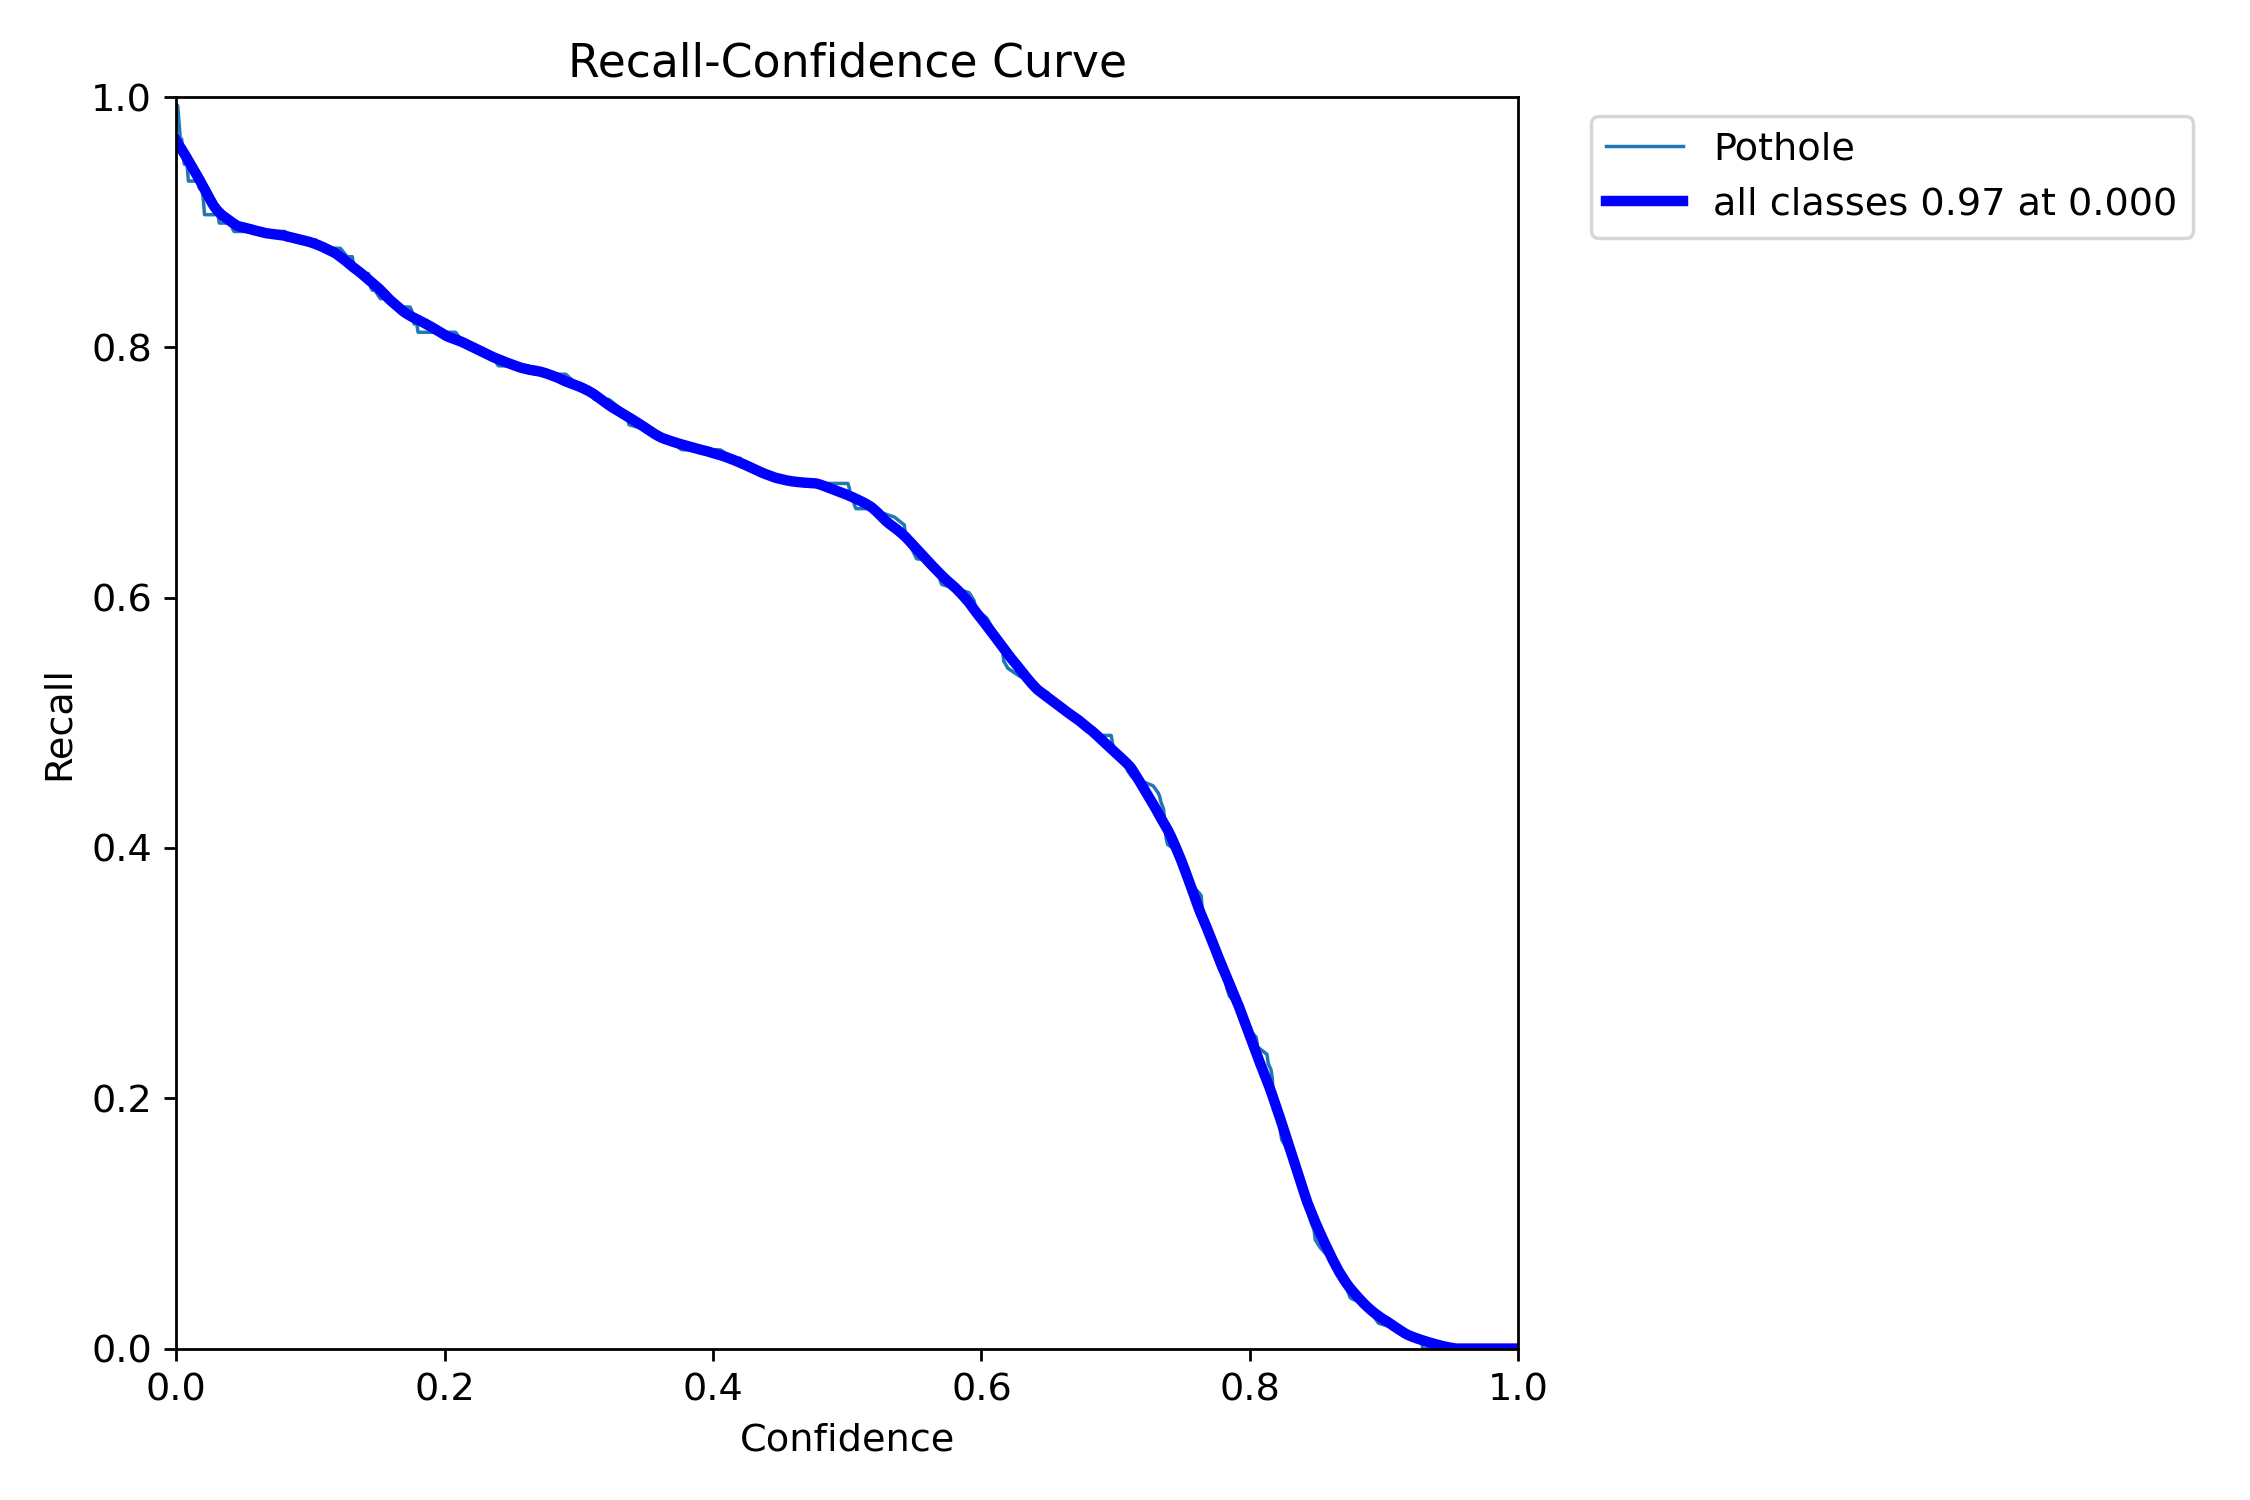 Recall-Confidence Curve
1.0
0.8
0.6
0.4
0.2
0.0
Recall
0.0 0.2 0.4 0.6 0.8 1.0
Confidence
Pothole
all classes 0.97 at 0.000